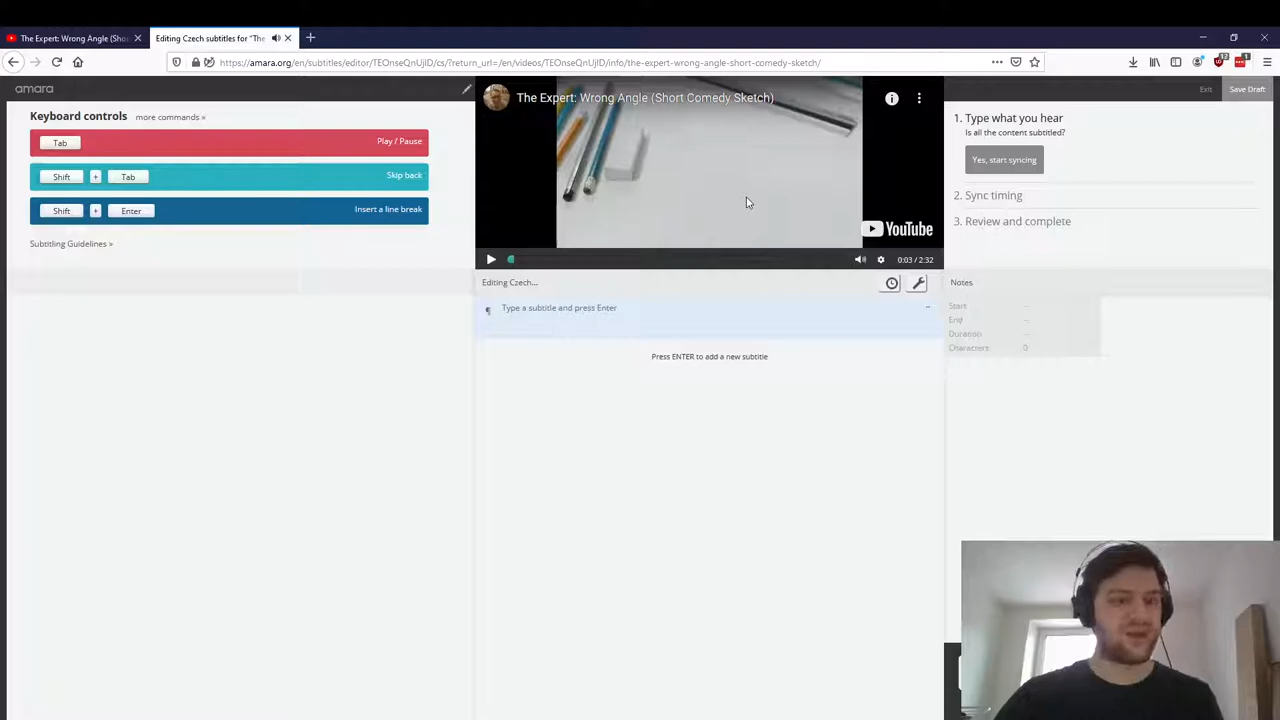 The Expert: Wrong Angle (Sho
Editing Czech subtitles for "The
https://amara.org/en/subtitles/editor/TEOnseQnUjlD/cs/?return_url=/en/videos/TEOnseQnUjlD/info/the-expert-wrong-angle-short-comedy-sketch/
12
1
amara
Exit
Save Draft
Keyboard controls
more commands »
Tab
Play / Pause
Shift
+
Tab
Skip back
Shift
+
Enter
Insert a line break
Subtitling Guidelines »
The Expert: Wrong Angle (Short Comedy Sketch)
YouTube
0:03 / 2:32
Editing Czech...
Type a subtitle and press Enter
--
Press ENTER to add a new subtitle
1. Type what you hear
Is all the content subtitled?
Yes, start syncing
2. Sync timing
3. Review and complete
Notes
Start --
End --
Duration --
Characters 0